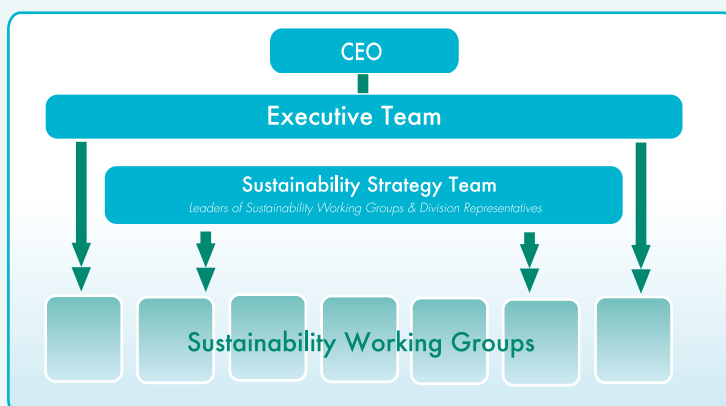 CEO
Executive Team
Sustainability Strategy Team
Leaders of Sustainability Working Groups & Division Representatives
Sustainability Working Groups